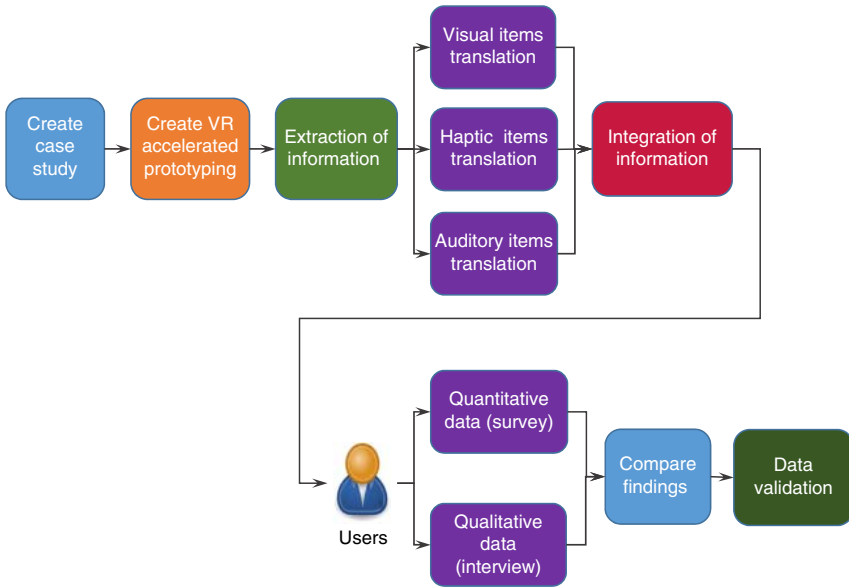 Create
case
study
Create VR
accelerated
prototyping
Extraction of
information
Visual items
translation
Haptic items
translation
Auditory items
translation
Integration of
information
Users
Quantitative
data (survey)
Qualitative
data
(interview)
Compare
findings
Data
validation